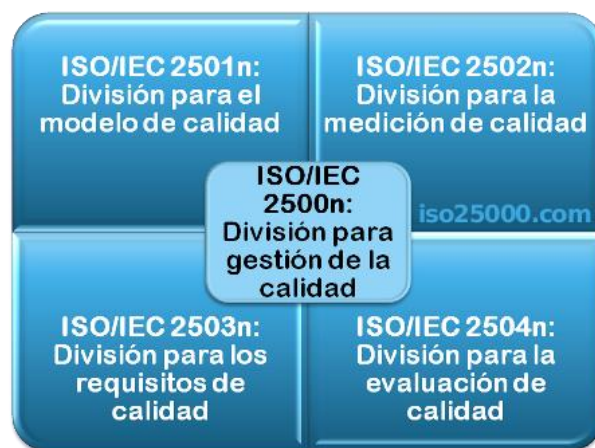 ISO/IEC 2501n:
División para el
modelo de calidad
ISO/IEC 2502n:
División para la
medición de calidad
ISO/IEC
2500n:
División para
gestión de la
calidad
iso25000.com
ISO/IEC 2503n:
División para los
requisitos de
calidad
ISO/IEC 2504n:
División para la
evaluación de
calidad